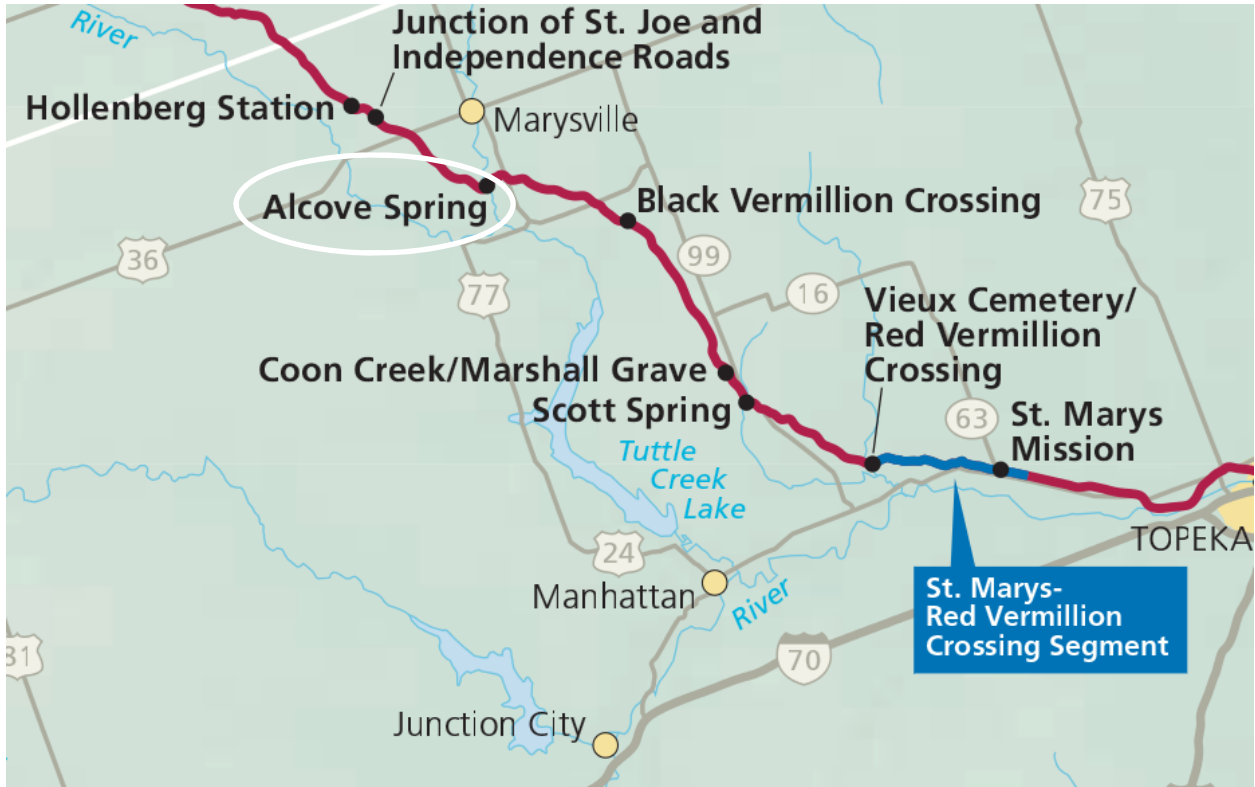 River
Junction of St. Joe and
Independence Roads
Hollenberg Station
Marysville
Alcove Spring
Black Vermillion Crossing
75
36
99
77
16
Vieux Cemetery/
Red Vermillion
Crossing
Coon Creek/Marshall Grave
Scott Spring
63
St. Marys
Mission
Tuttle
Creek
Lake
TOPEKA
24
Manhattan
River
St. Marys-
Red Vermillion
Crossing Segment
70
Junction City